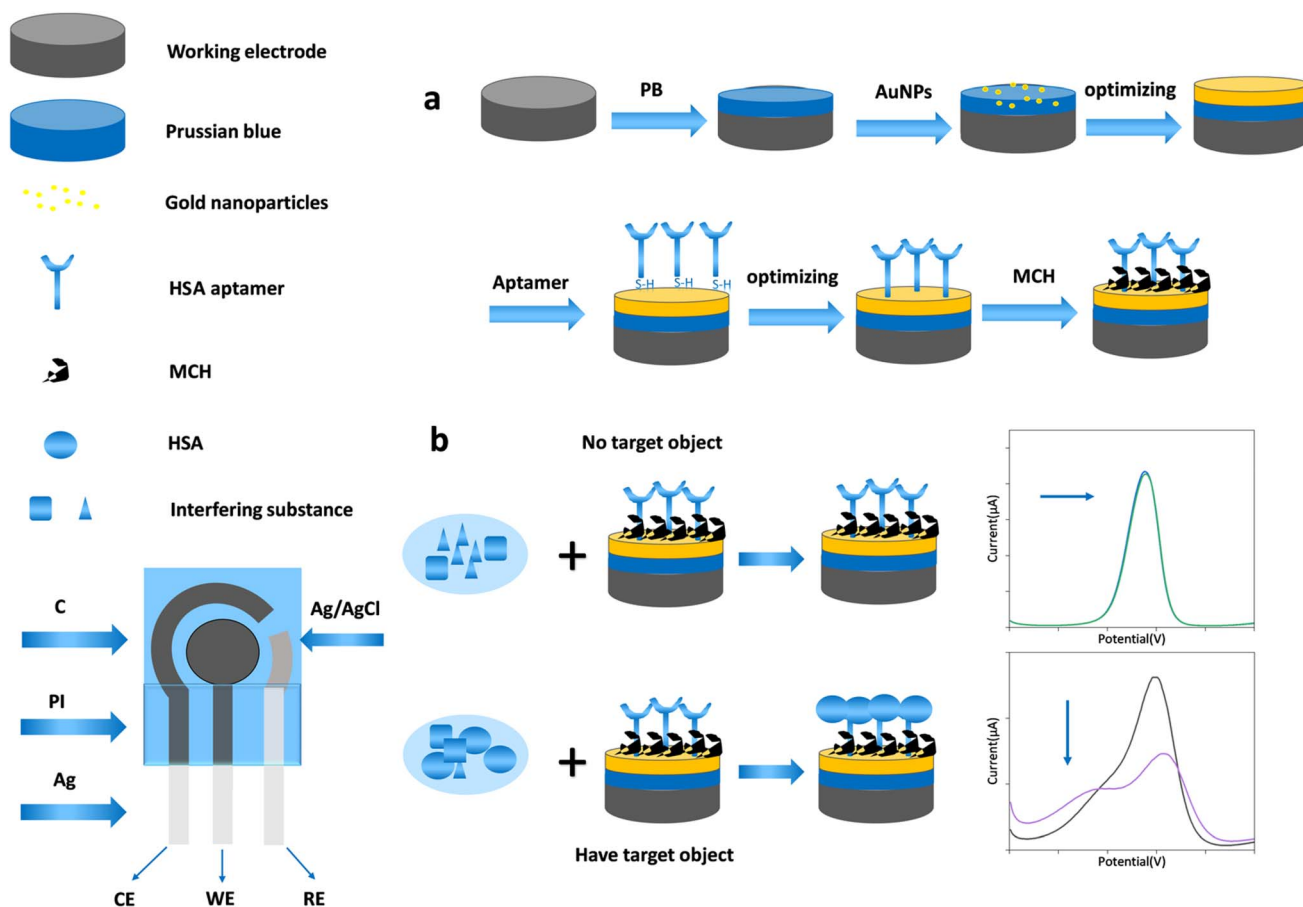 Working electrode
Prussian blue
Gold nanoparticles
HSA aptamer
MCH
HSA
Interfering substance
C
Ag/AgCl
PI
Ag
CE
WE
RE
a
PB
AuNPs
optimizing
Aptamer
S-H
S-H
S-H
optimizing
MCH
b
No target object
Current(μA)
Potential(V)
Have target object
Current(μA)
Potential(V)